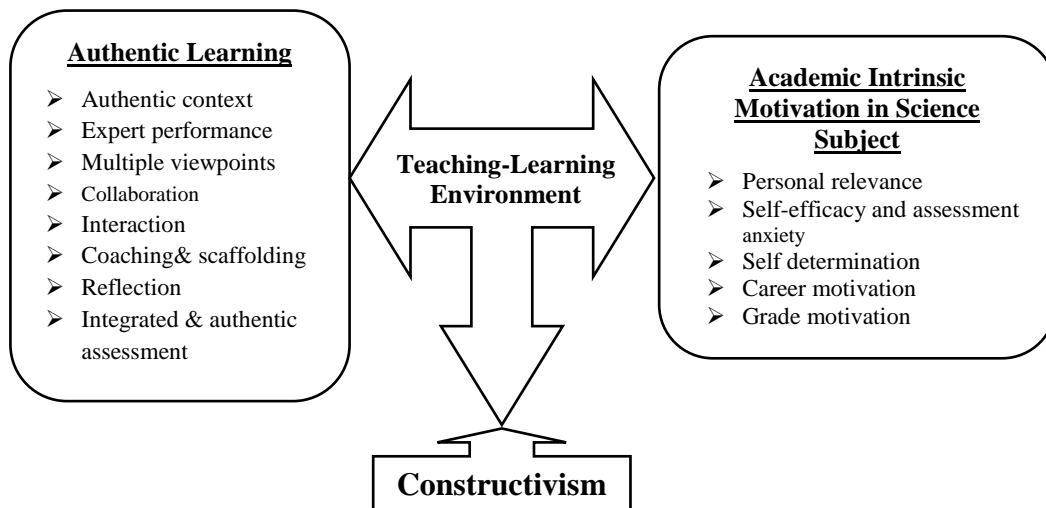 Authentic Learning
➢ Authentic context
➢ Expert performance
➢ Multiple viewpoints
➢ Collaboration
➢ Interaction
➢ Coaching& scaffolding
➢ Reflection
➢ Integrated & authentic
assessment
Teaching-Learning
Environment
Academic Intrinsic
Motivation in Science
Subject
➢ Personal relevance
➢ Self-efficacy and assessment
anxiety
➢ Self determination
➢ Career motivation
➢ Grade motivation
Constructivism